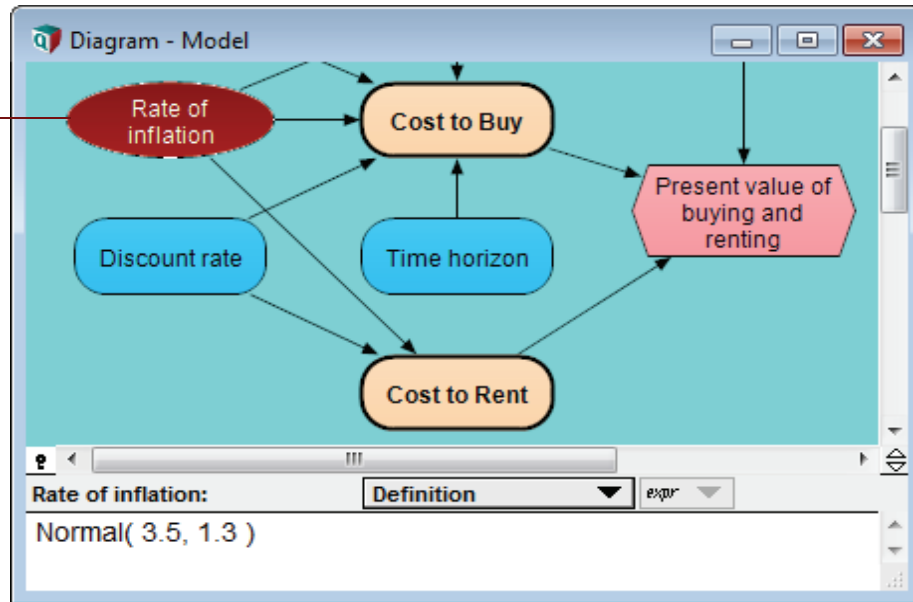 Diagram - Model
Rate of
inflation
Cost to Buy
Present value of
buying and
renting
Discount rate
Time horizon
Cost to Rent
Rate of inflation:
Definition
expr
Normal( 3.5, 1.3 )